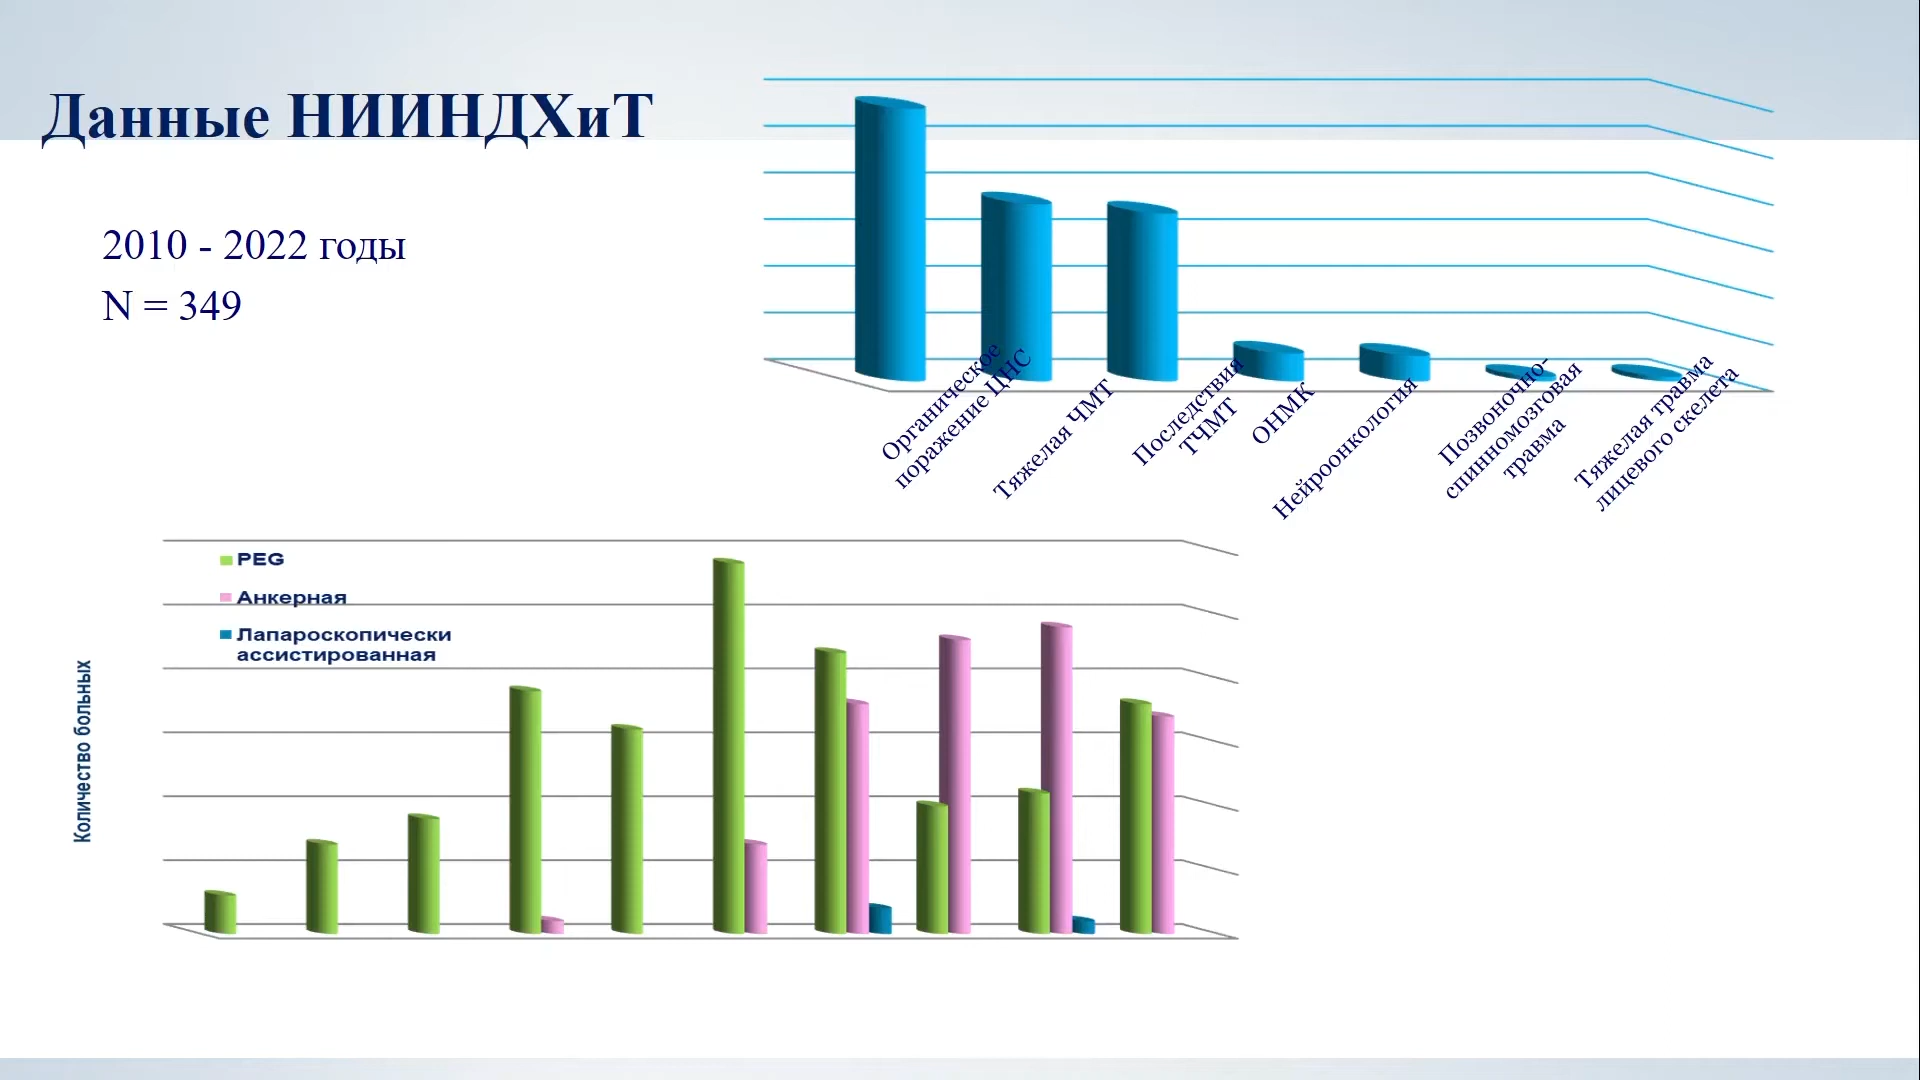 Данные НИИНДХиТ
2010 - 2022 годы
N = 349
Органическое
поражение ЦНС
Тяжелая ЧМТ
Последствия
ТЧМТ
ОНМК
Нейроонкология
Позвоночно-
спинномозговая
травма
Тяжелая травма
лицевого скелета
PEG
Анкерная
Лапароскопически
ассистированная
Количество больных